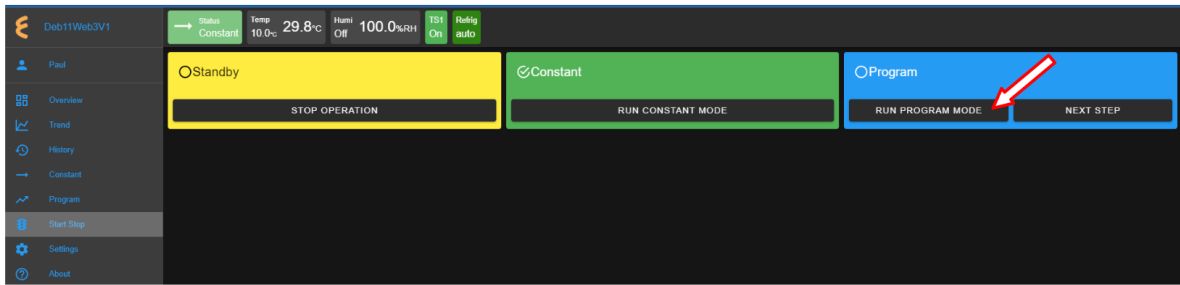 Deb11Web3V1
Status
Constant
Temp
10.0°C
29.8°C
Humi
Off
100.0%RH
TS1
On
Refrig
auto
Paul
Overview
Trend
History
Constant
Program
Start Stop
Settings
About
Standby
STOP OPERATION
Constant
RUN CONSTANT MODE
Program
RUN PROGRAM MODE
NEXT STEP